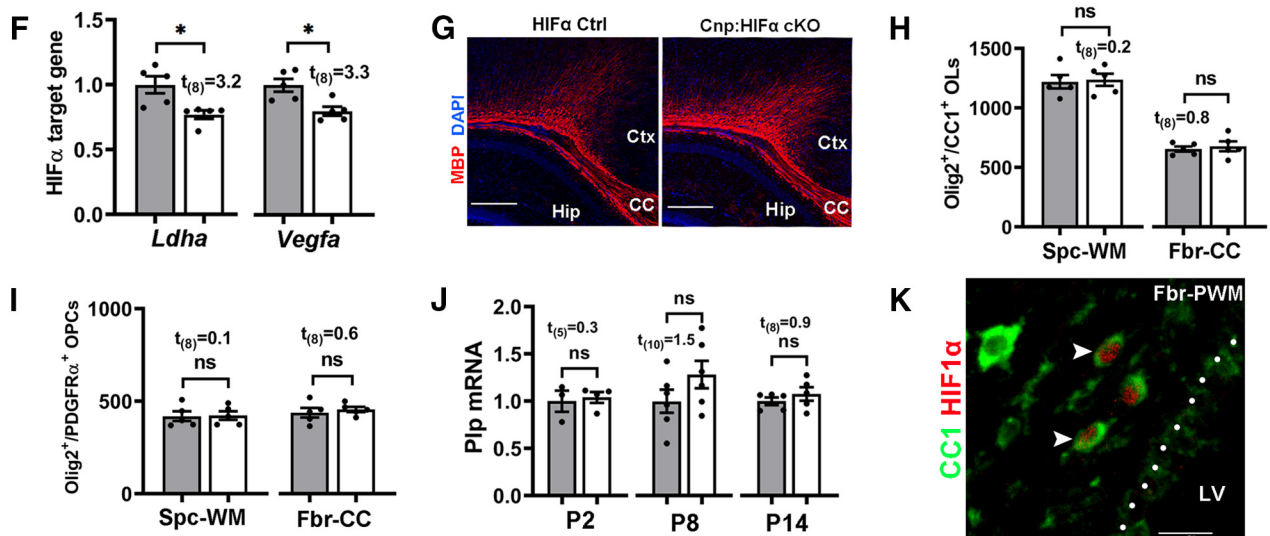 F
HIFα target gene
1.5
1.0
0.5
0.0
*
t(8)=3.2
*
t(8)=3.3
Ldha
Vegfa
G
HIFα Ctrl
Cnp:HIFα cKO
MBP DAPI
Ctx
Hip
CC
Ctx
Hip
CC
H
Olig2+/CC1+ OLs
1500
1000
500
0
ns
t(8)=0.2
ns
t(8)=0.8
Spc-WM
Fbr-CC
I
Olig2+/PDGFRα+ OPCs
1000
500
0
t(8)=0.1
ns
t(8)=0.6
ns
Spc-WM
Fbr-CC
J
Plp mRNA
2.0
1.5
1.0
0.5
0.0
t(5)=0.3
ns
ns
t(10)=1.5
t(8)=0.9
ns
P2
P8
P14
K
CC1 HIF1α
Fbr-PWM
LV